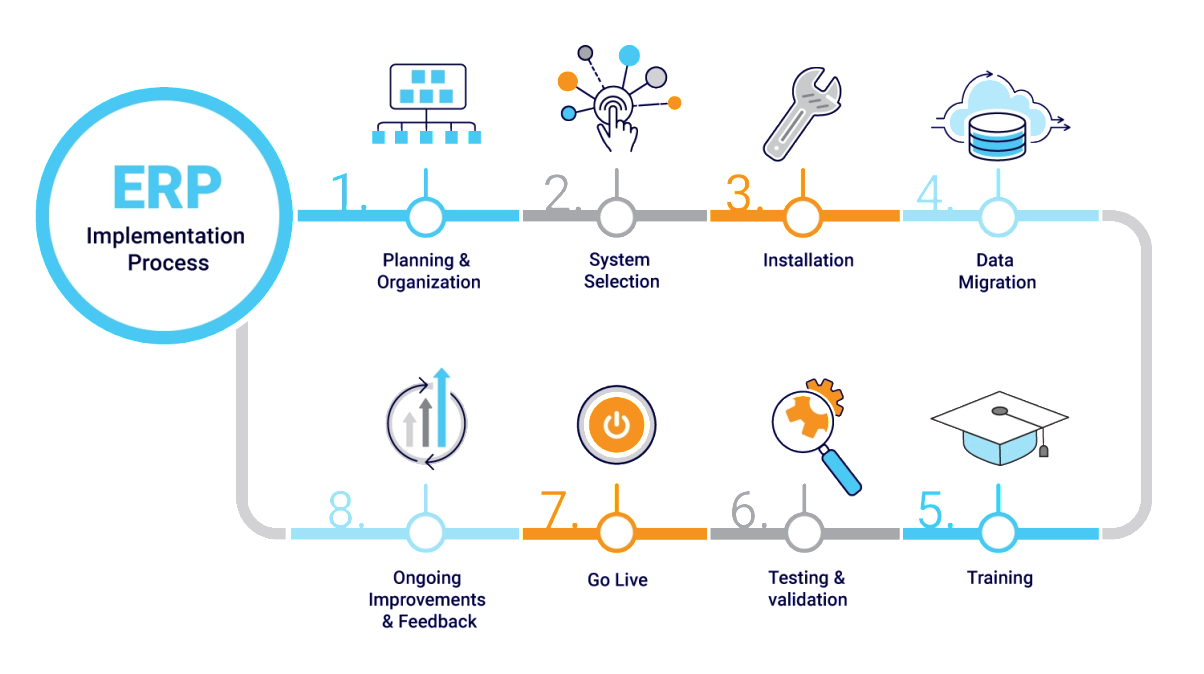 ERP
Implementation
Process
1.
Planning &
Organization
2.
System
Selection
3.
Installation
4.
Data
Migration
5.
Training
6.
Testing &
validation
7.
Go Live
8.
Ongoing
Improvements
& Feedback